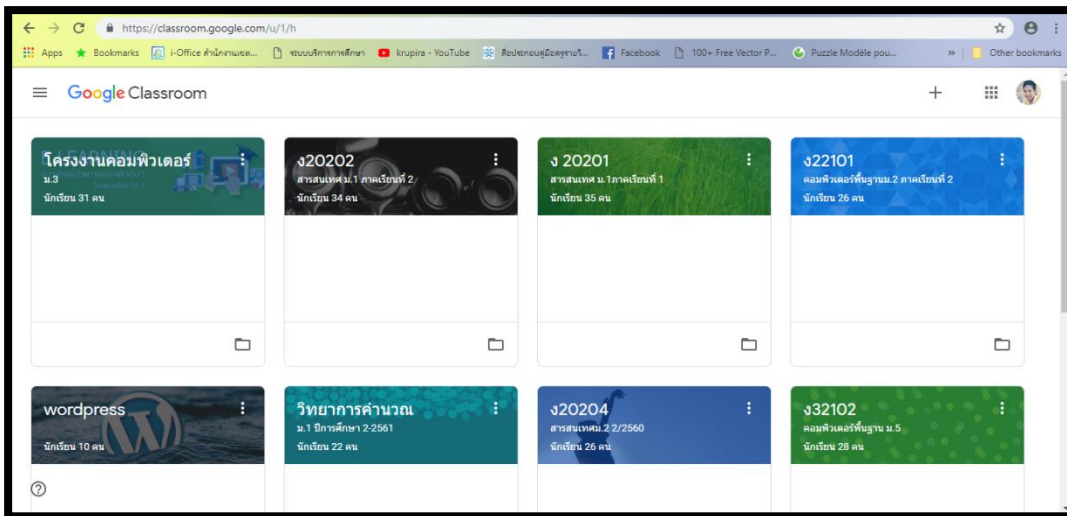 https://classroom.google.com/u/1/h
Apps Bookmarks i-Office สำนักงานเขต... ระบบบริหารการศึกษา krupira - YouTube Facebook 100+ Free Vector P... Puzzle Modèle pou... » Other bookmarks
Google Classroom
โครงงานคอมพิวเตอร์
ม.3
นักเรียน 31 คน
ง20202
สารสนเทศ ม.1 ภาคเรียนที่ 2
นักเรียน 34 คน
ง 20201
สารสนเทศ ม.1ภาคเรียนที่ 1
นักเรียน 35 คน
ง22101
คอมพิวเตอร์พื้นฐานม.2 ภาคเรียนที่ 2
นักเรียน 26 คน
wordpress
นักเรียน 10 คน
วิทยาการคำนวณ
ม.1 ปีการศึกษา 2-2561
นักเรียน 22 คน
ง20204
สารสนเทศม.2 2/2560
นักเรียน 26 คน
ง32102
คอมพิวเตอร์พื้นฐาน ม.5
นักเรียน 28 คน